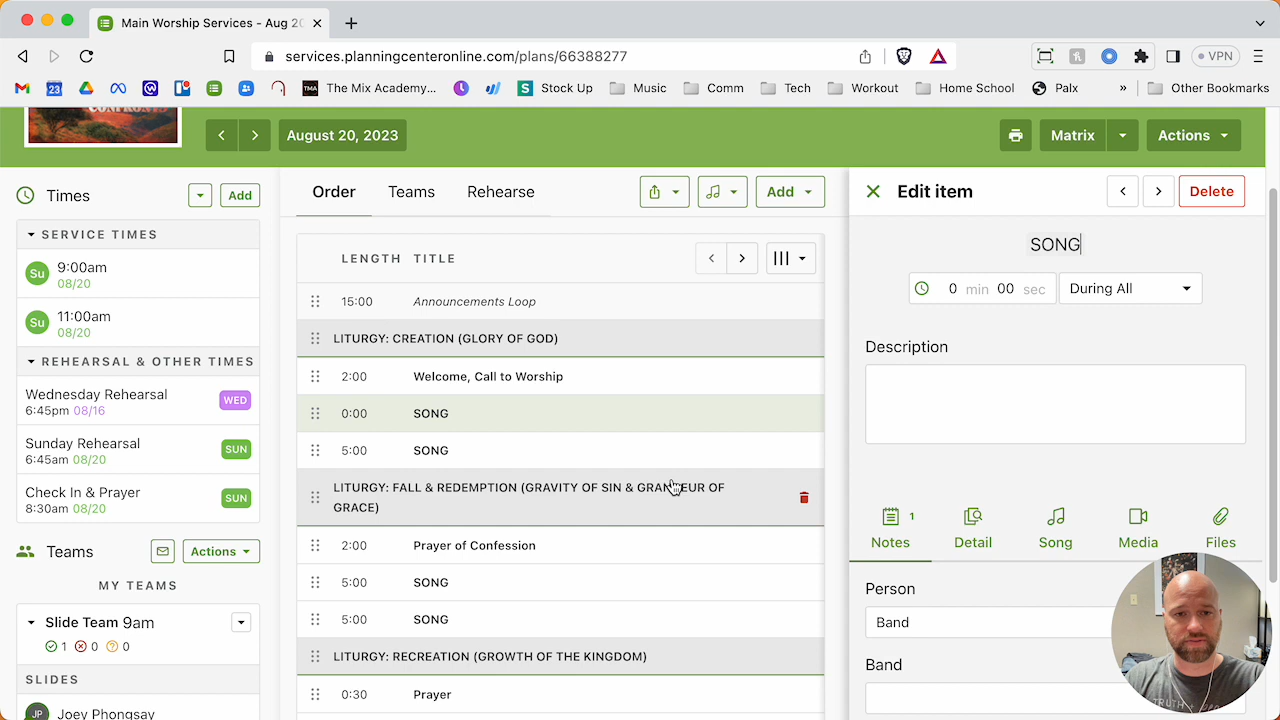 Main Worship Services - Aug 20
services.planningcenteronline.com/plans/66388277
VPN
23
The Mix Academy...
Stock Up
Music
Comm
Tech
Workout
Home School
Palx
»
Other Bookmarks
CONFRONTS
August 20, 2023
Matrix
Actions
Times
Add
SERVICE TIMES
Su
9:00am
08/20
Su
11:00am
08/20
REHEARSAL & OTHER TIMES
Wednesday Rehearsal
6:45pm 08/16
WED
Sunday Rehearsal
6:45am 08/20
SUN
Check In & Prayer
8:30am 08/20
SUN
Teams
Actions
MY TEAMS
Slide Team 9am
1 0 0
SLIDES
JP
Joey Phongsay
Order
Teams
Rehearse
Add
LENGTH TITLE
15:00 Announcements Loop
LITURGY: CREATION (GLORY OF GOD)
2:00 Welcome, Call to Worship
0:00 SONG
5:00 SONG
LITURGY: FALL & REDEMPTION (GRAVITY OF SIN & GRANDEUR OF
GRACE)
2:00 Prayer of Confession
5:00 SONG
5:00 SONG
LITURGY: RECREATION (GROWTH OF THE KINGDOM)
0:30 Prayer
Edit item
Delete
SONG
0 min 00 sec
During All
Description
1
Notes
Detail
Song
Media
Files
Person
Band
Band
TRUTH +